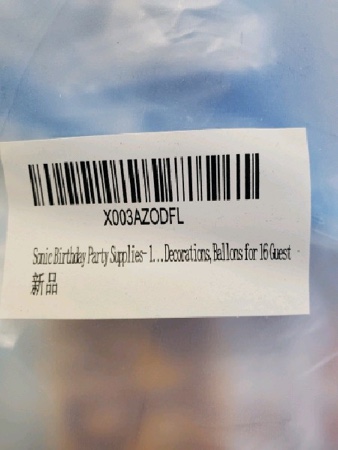 X003AZODFL
Sonic Birthday Party Supplies- 1...Decorations, Ballons for 16 Guest
新品